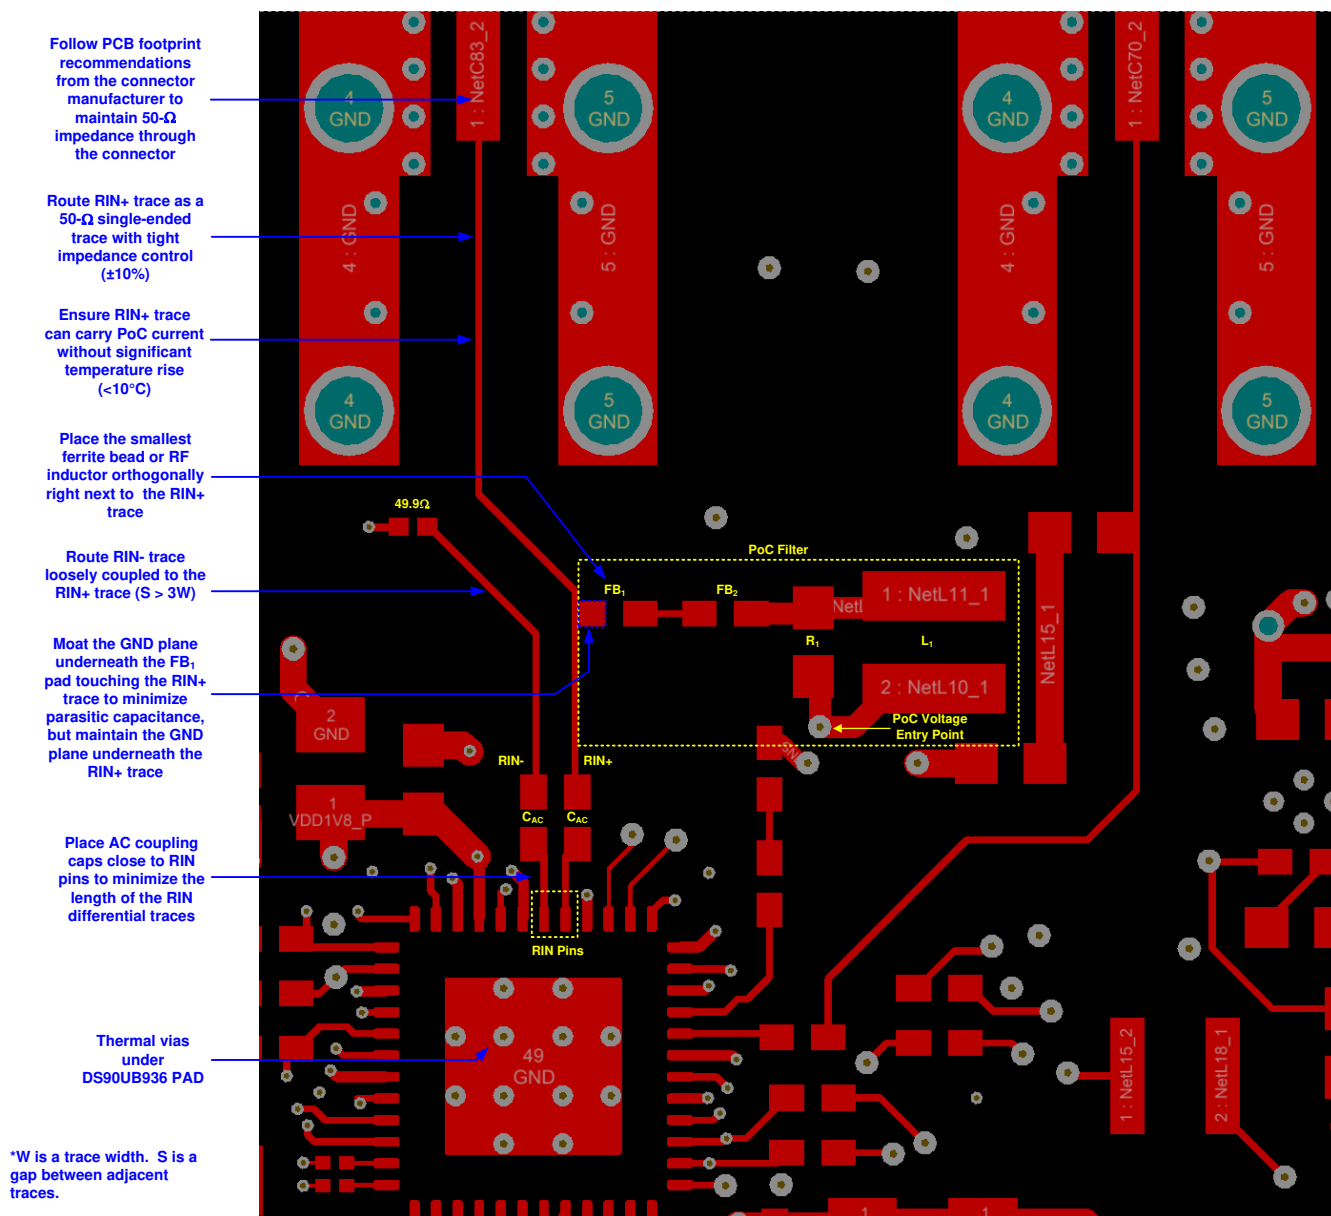 Follow PCB footprint
recommendations
from the connector
manufacturer to
maintain 50-Ω
impedance through
the connector
Route RIN+ trace as a
50-Ω single-ended
trace with tight
impedance control
(±10%)
Ensure RIN+ trace
can carry PoC current
without significant
temperature rise
(<10°C)
Place the smallest
ferrite bead or RF
inductor orthogonally
right next to the RIN+
trace
Route RIN- trace
loosely coupled to the
RIN+ trace (S > 3W)
Moat the GND plane
underneath the FB1
pad touching the RIN+
trace to minimize
parasitic capacitance,
but maintain the GND
plane underneath the
RIN+ trace
Place AC coupling
caps close to RIN
pins to minimize the
length of the RIN
differential traces
Thermal vias
under
DS90UB936 PAD
*W is a trace width. S is a
gap between adjacent
traces.
4
GND
1 : NetC83_2
5
GND
4
GND
1 : NetC70_2
5
GND
4 : GND
5 : GND
4 : GND
5 : GND
4
GND
5
GND
4
GND
5
GND
49.9Ω
PoC Filter
FB1
FB2
NetL
1 : NetL11_1
R1
L1
2 : NetL10_1
PoC Voltage
Entry Point
NetL15_1
2
GND
1
VDD1V8_P
RIN-
RIN+
CAC
CAC
RIN Pins
49
GND
1 : NetL15_2
2 : NetL18_1
1
1